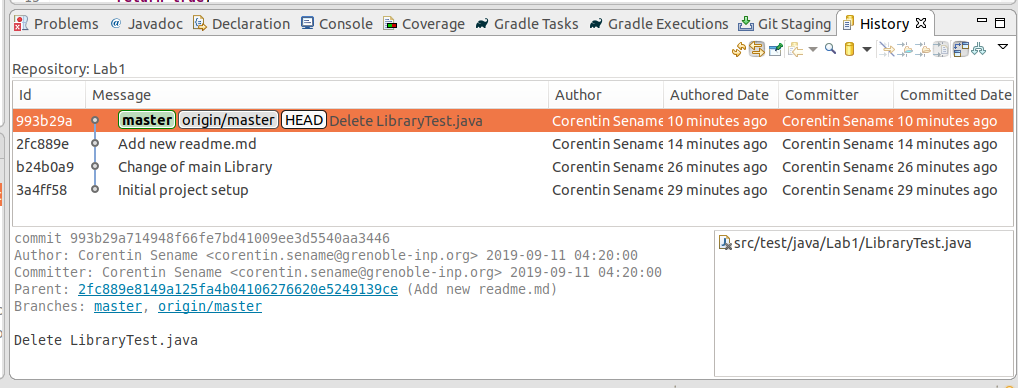 return true;
Problems @ Javadoc Declaration Console Coverage Gradle Tasks Gradle Executions Git Staging History
Repository: Lab1
Id Message Author Authored Date Committer Committed Date
993b29a master origin/master HEAD Delete LibraryTest.java Corentin Sename 10 minutes ago Corentin Sename 10 minutes ago
2fc889e Add new readme.md Corentin Sename 14 minutes ago Corentin Sename 14 minutes ago
b24b0a9 Change of main Library Corentin Sename 26 minutes ago Corentin Sename 26 minutes ago
3a4ff58 Initial project setup Corentin Sename 29 minutes ago Corentin Sename 29 minutes ago
commit 993b29a714948f66fe7bd41009ee3d5540aa3446
Author: Corentin Sename <corentin.sename@grenoble-inp.org> 2019-09-11 04:20:00
Committer: Corentin Sename <corentin.sename@grenoble-inp.org> 2019-09-11 04:20:00
Parent: 2fc889e8149a125fa4b04106276620e5249139ce (Add new readme.md)
Branches: master, origin/master
Delete LibraryTest.java
src/test/java/Lab1/LibraryTest.java